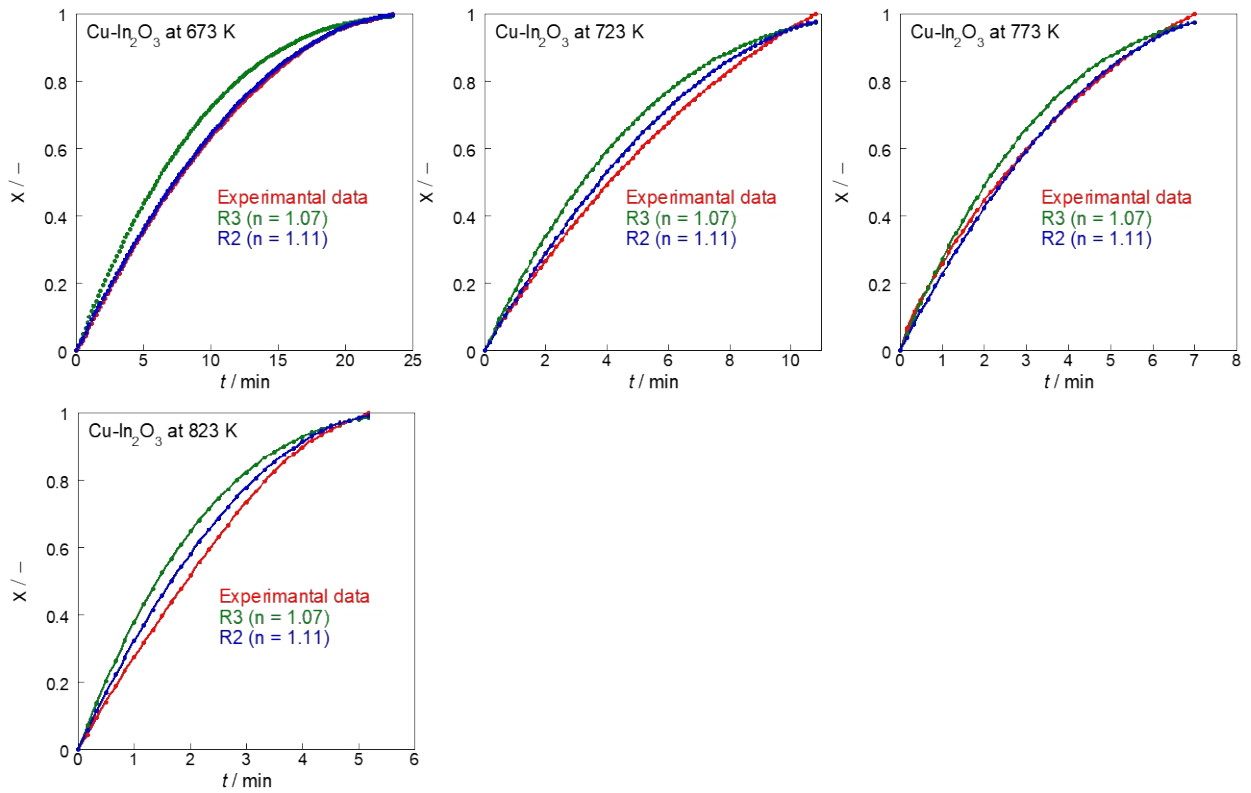 Cu-In2O3 at 673 K
1
0.8
0.6
0.4
0.2
0
X / –
Experimantal data
R3 (n = 1.07)
R2 (n = 1.11)
0 5 10 15 20 25
t / min
Cu-In2O3 at 723 K
1
0.8
0.6
0.4
0.2
0
X / –
Experimantal data
R3 (n = 1.07)
R2 (n = 1.11)
0 2 4 6 8 10
t / min
Cu-In2O3 at 773 K
1
0.8
0.6
0.4
0.2
0
X / –
Experimantal data
R3 (n = 1.07)
R2 (n = 1.11)
0 1 2 3 4 5 6 7 8
t / min
Cu-In2O3 at 823 K
1
0.8
0.6
0.4
0.2
0
X / –
Experimantal data
R3 (n = 1.07)
R2 (n = 1.11)
0 1 2 3 4 5 6
t / min